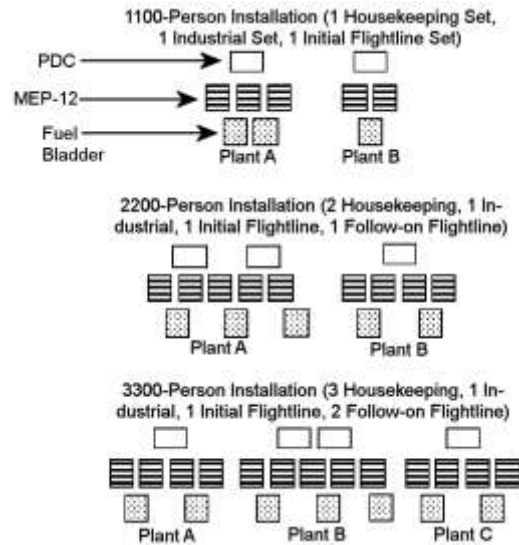 1100-Person Installation (1 Housekeeping Set,
1 Industrial Set, 1 Initial Flightline Set)
PDC
MEP-12
Fuel
Bladder
Plant A
Plant B
2200-Person Installation (2 Housekeeping, 1 In-
dustrial, 1 Initial Flightline, 1 Follow-on Flightline)
Plant A
Plant B
3300-Person Installation (3 Housekeeping, 1 In-
dustrial, 1 Initial Flightline, 2 Follow-on Flightline)
Plant A
Plant B
Plant C